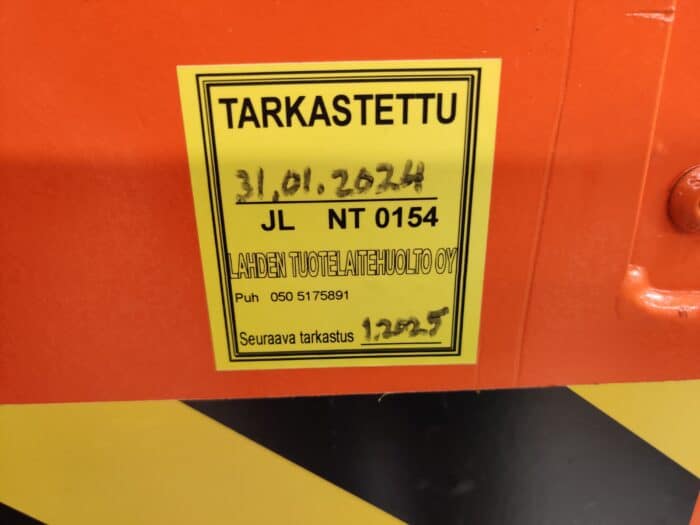 TARKASTETTU
31.01.2024
JL NT 0154
LAHDEN TUOTELAITEHUOLTO OY
Puh 050 5175891
Seuraava tarkastus 1.2025